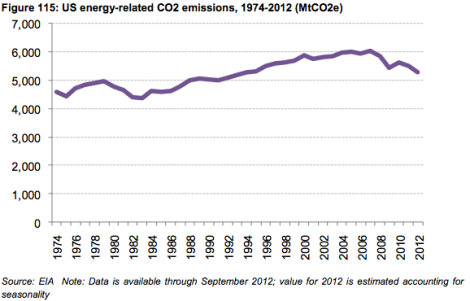 Figure 115: US energy-related CO2 emissions, 1974-2012 (MtCO2e)
7,000
6,000
5,000
4,000
3,000
2,000
1,000
0
1974 1976 1978 1980 1982 1984 1986 1988 1990 1992 1994 1996 1998 2000 2002 2004 2006 2008 2010 2012
Source: EIA Note: Data is available through September 2012; value for 2012 is estimated accounting for
seasonality